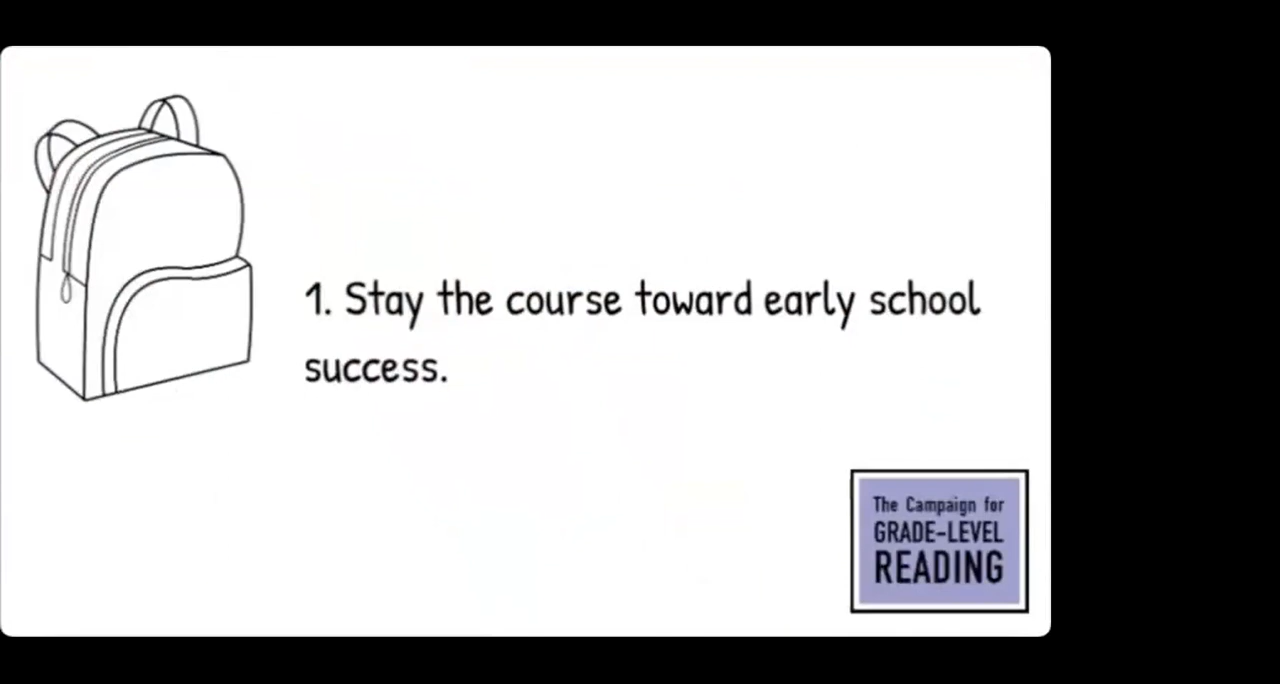 1. Stay the course toward early school
success.
The Campaign for
GRADE-LEVEL
READING